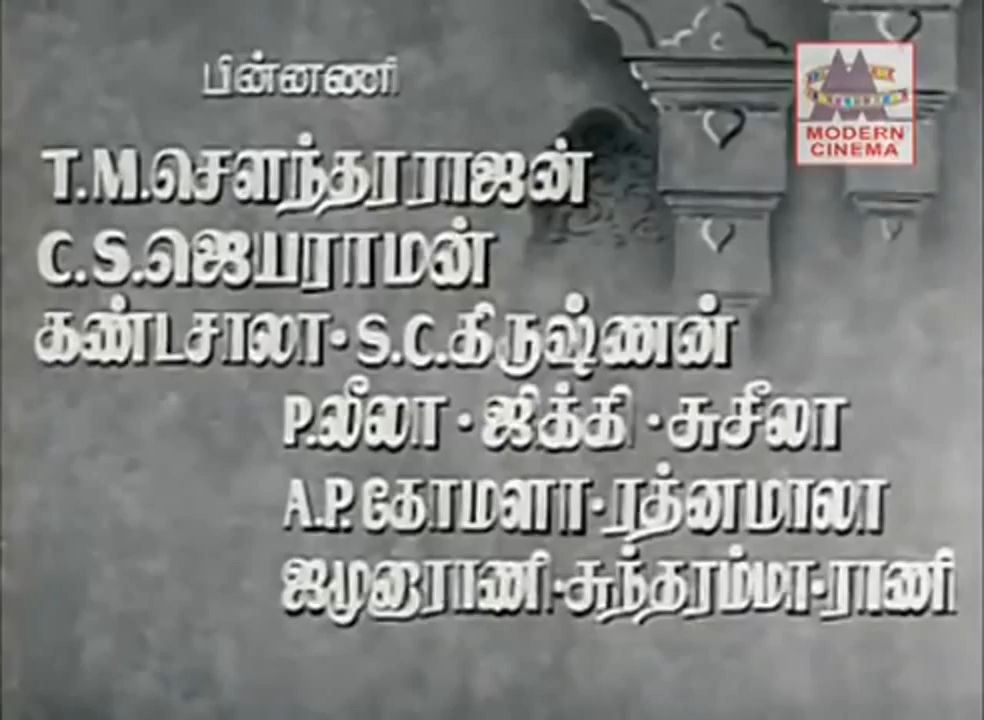 பின்னணி
MODERN
CINEMA
T.M.சௌந்தரராஜன்
C.S.ஜெயராமன்
கண்டசாலா·S.C.கிருஷ்ணன்
P.லீலா·ஜிக்கி·சுசீலா
A.P.கோமளா·ரத்னமாலா
ஜமுனாராணி·சுந்தரம்மா·ராணி